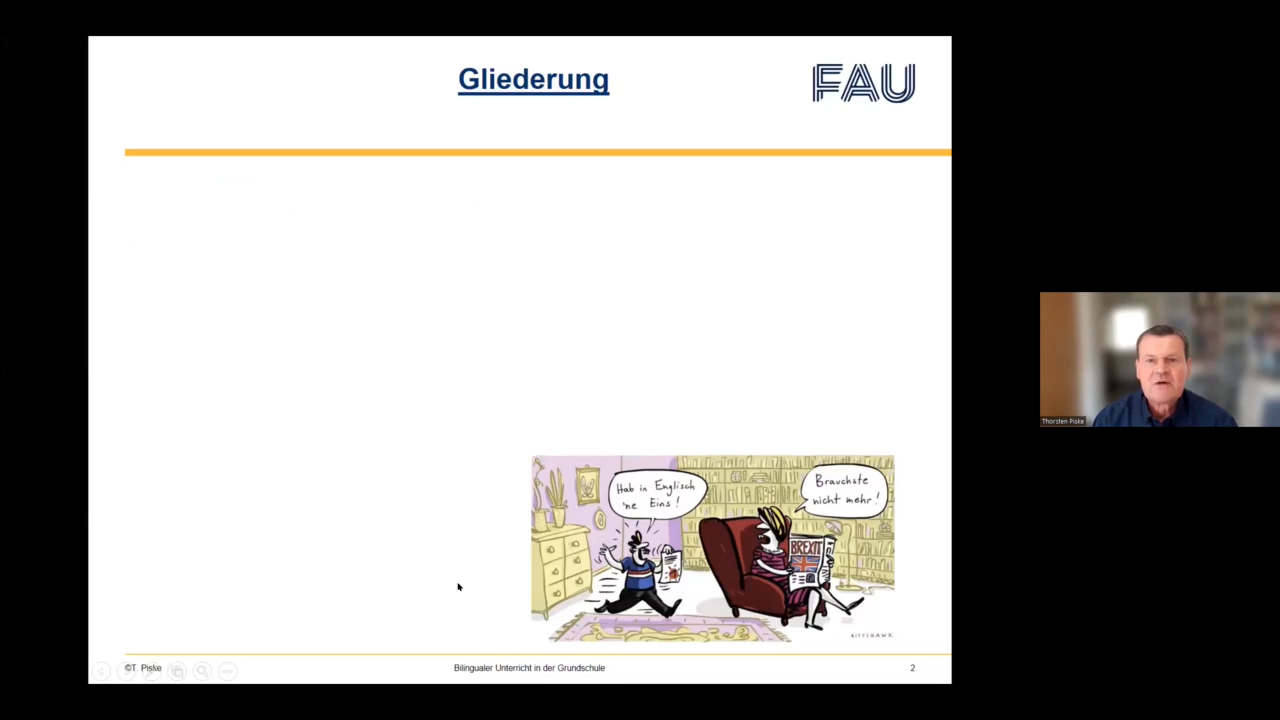 Gliederung
FAU
Hab in Englisch
'ne Eins!
Brauchste
nicht mehr!
BREXIT
KITTIHAWK
Thorsten Piske
©T. Piske
Bilingualer Unterricht in der Grundschule
2